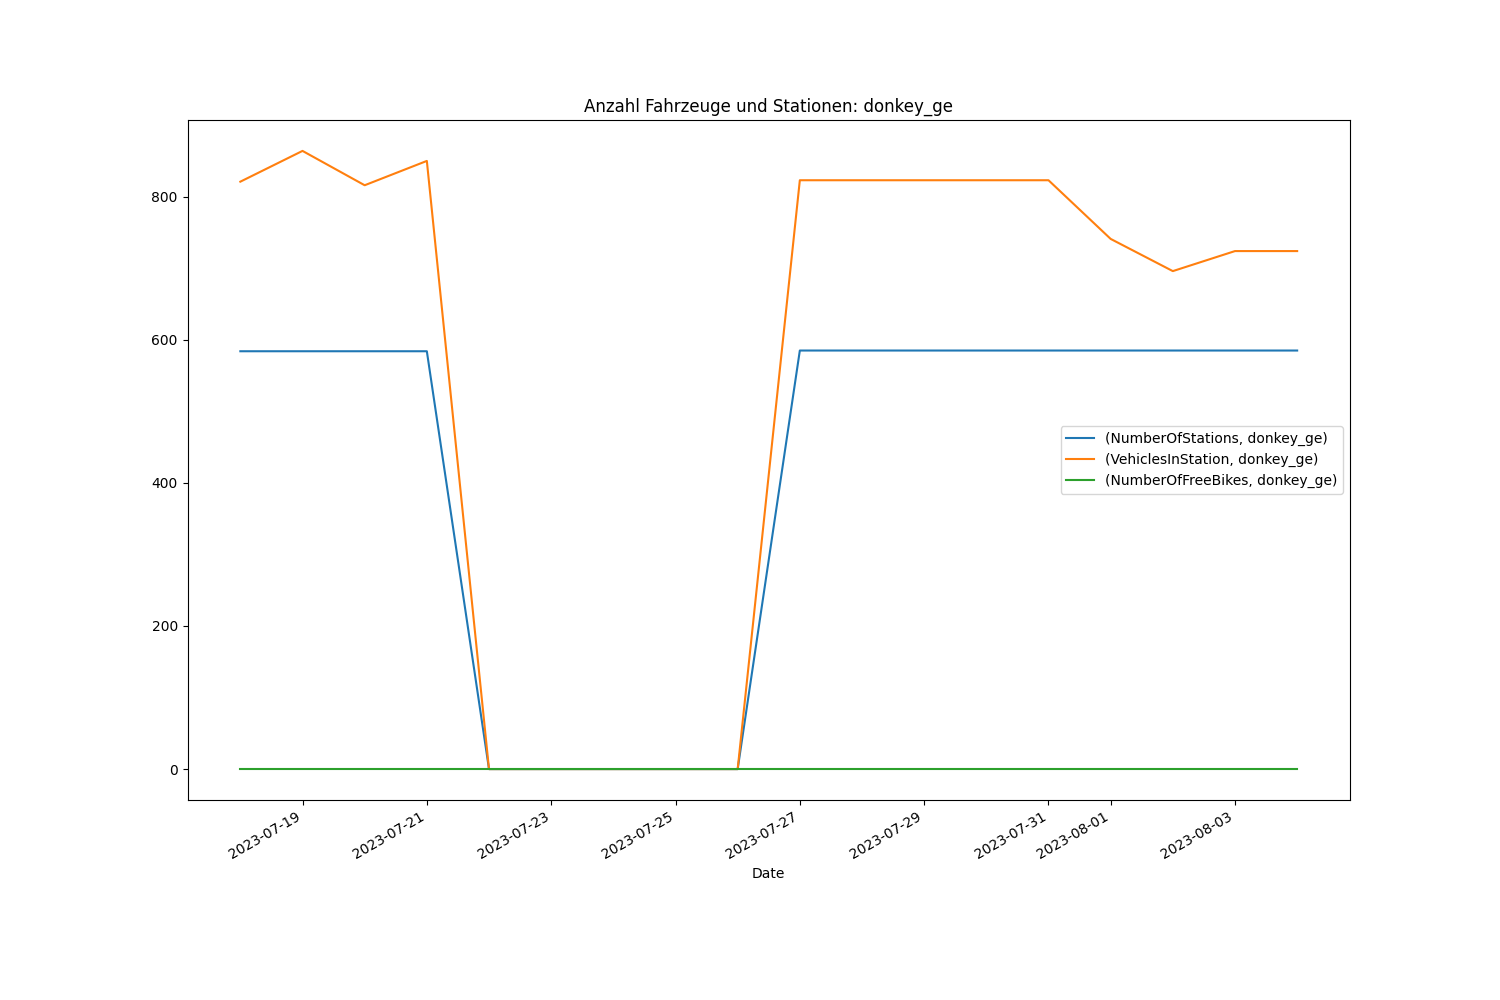 Anzahl Fahrzeuge und Stationen: donkey_ge
800
600
400
200
0
(NumberOfStations, donkey_ge)
(VehiclesInStation, donkey_ge)
(NumberOfFreeBikes, donkey_ge)
2023-07-19
2023-07-21
2023-07-23
2023-07-25
2023-07-27
2023-07-29
2023-07-31
2023-08-01
2023-08-03
Date